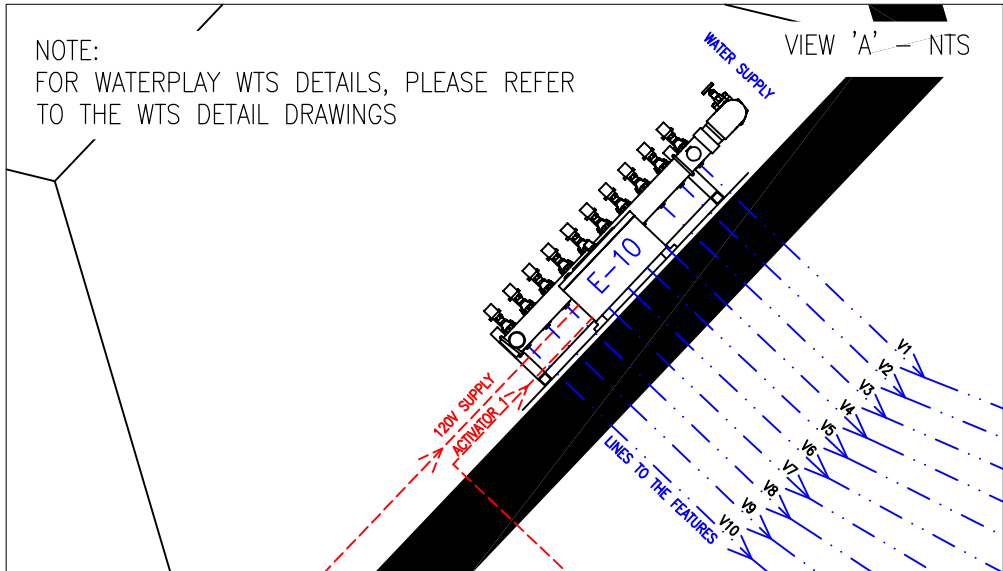 NOTE:
FOR WATERPLAY WTS DETAILS, PLEASE REFER
TO THE WTS DETAIL DRAWINGS
VIEW 'A' - NTS
WATER SUPPLY
E-10
120V SUPPLY
ACTIVATOR 1
LINES TO THE FEATURES
V1
V2
V3
V4
V5
V6
V7
V8
V9
V10